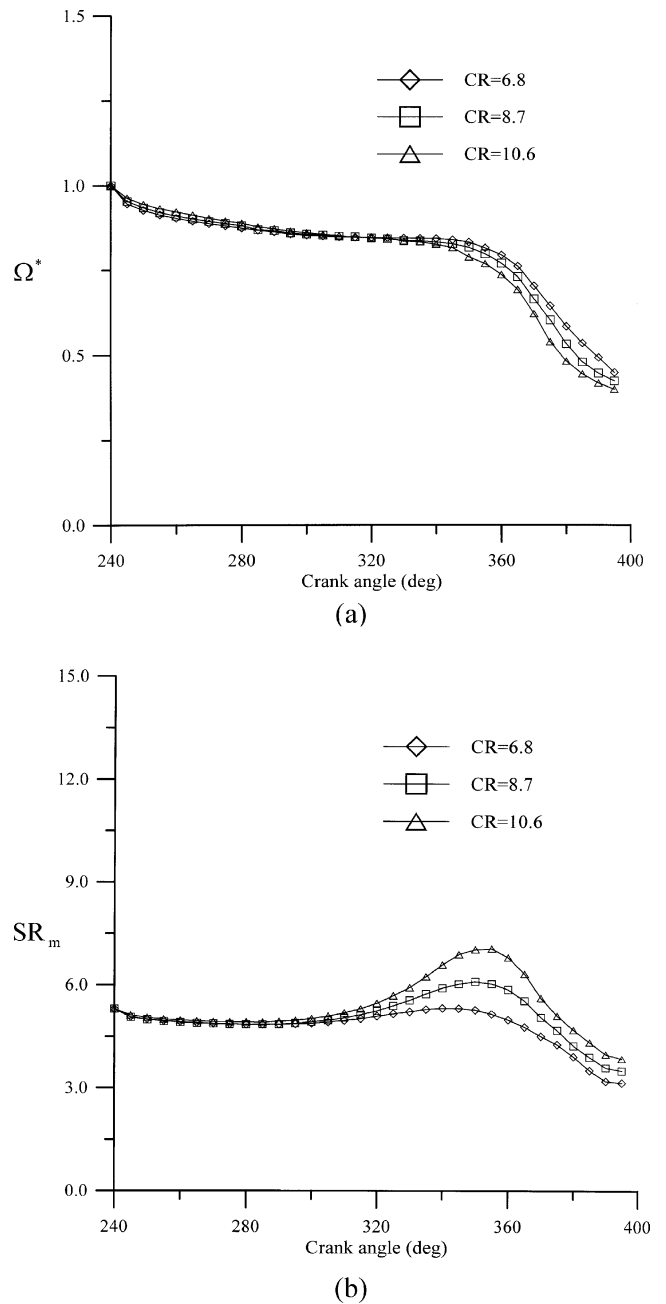 1.5
CR=6.8
CR=8.7
CR=10.6
1.0
Ω*
0.5
0.0
240 280 320 360 400
Crank angle (deg)
(a)
15.0
CR=6.8
12.0
CR=8.7
CR=10.6
9.0
SRm
6.0
3.0
0.0
240 280 320 360 400
Crank angle (deg)
(b)